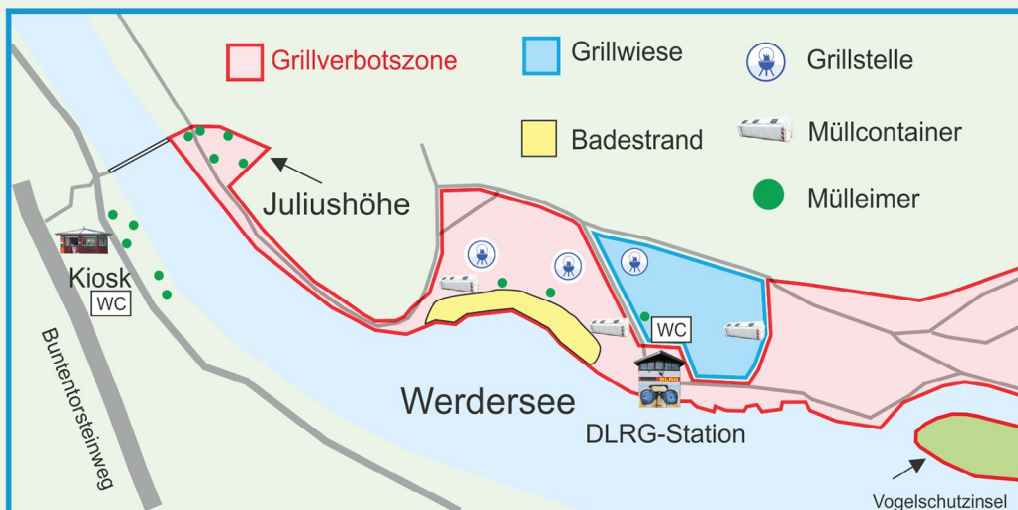 Grillverbotszone
Grillwiese
Grillstelle
Badestrand
Müllcontainer
Mülleimer
Juliushöhe
Kiosk
WC
Buntentorsteinweg
WC
DLRG
Werdersee
DLRG-Station
Vogelschutzinsel